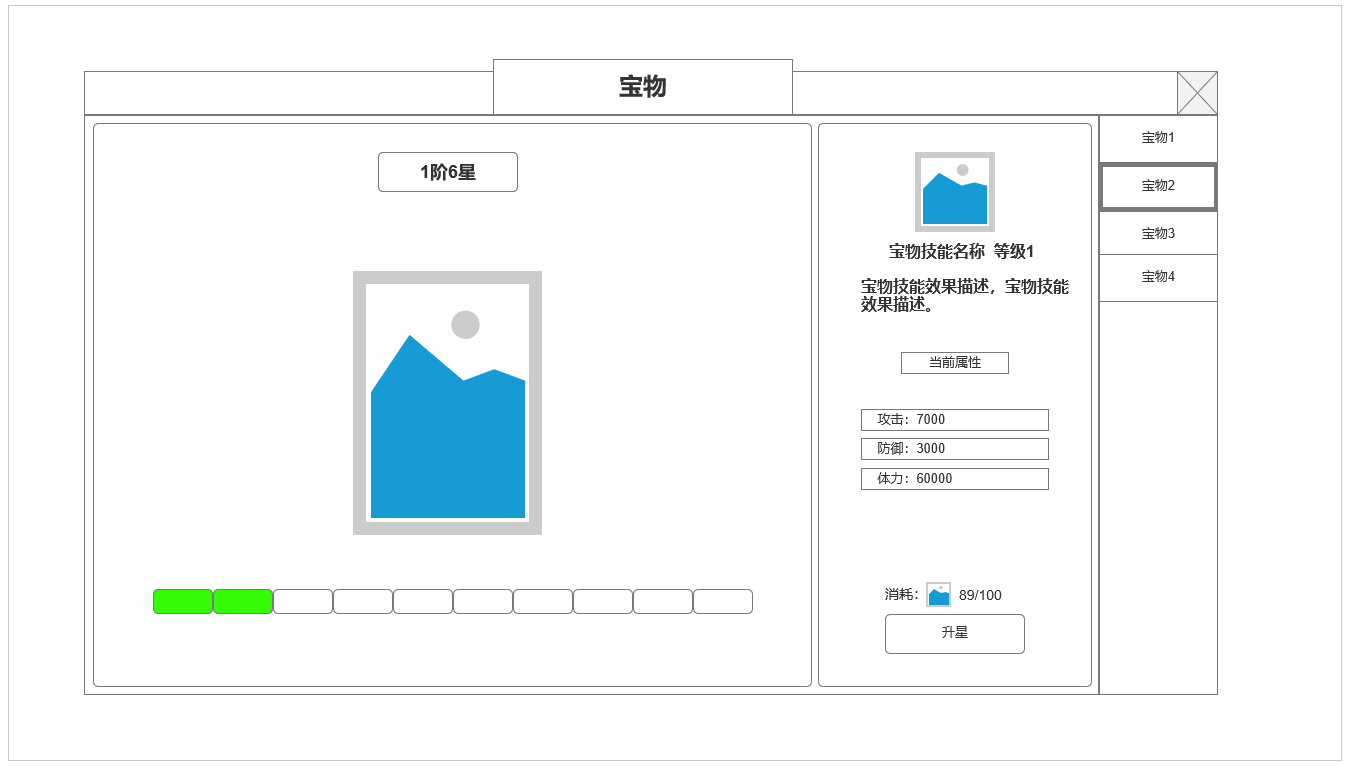 宝物
1阶6星
宝物技能名称 等级1
宝物技能效果描述，宝物技能
效果描述。
当前属性
攻击：7000
防御：3000
体力：60000
消耗： 89/100
升星
宝物1
宝物2
宝物3
宝物4